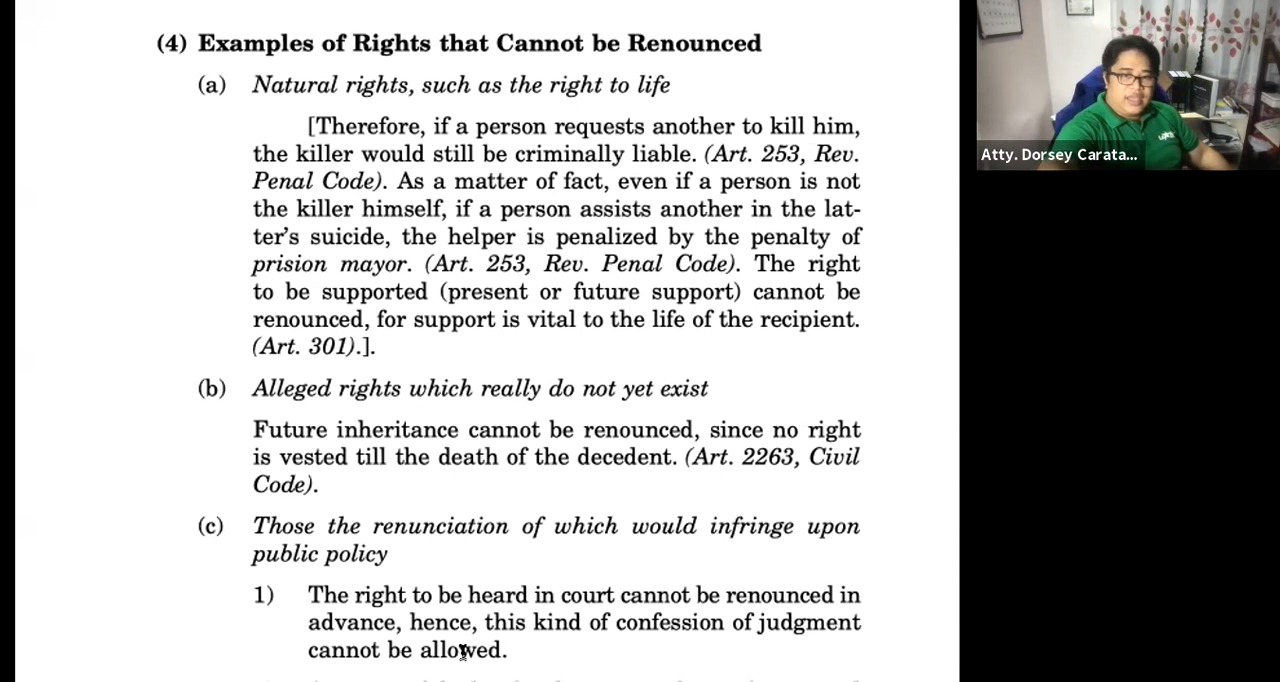 (4) Examples of Rights that Cannot be Renounced
(a) Natural rights, such as the right to life
[Therefore, if a person requests another to kill him,
the killer would still be criminally liable. (Art. 253, Rev.
Penal Code). As a matter of fact, even if a person is not
the killer himself, if a person assists another in the lat-
ter’s suicide, the helper is penalized by the penalty of
prision mayor. (Art. 253, Rev. Penal Code). The right
to be supported (present or future support) cannot be
renounced, for support is vital to the life of the recipient.
(Art. 301).].
(b) Alleged rights which really do not yet exist
Future inheritance cannot be renounced, since no right
is vested till the death of the decedent. (Art. 2263, Civil
Code).
(c) Those the renunciation of which would infringe upon
public policy
1) The right to be heard in court cannot be renounced in
advance, hence, this kind of confession of judgment
cannot be allowed.
Atty. Dorsey Carata...